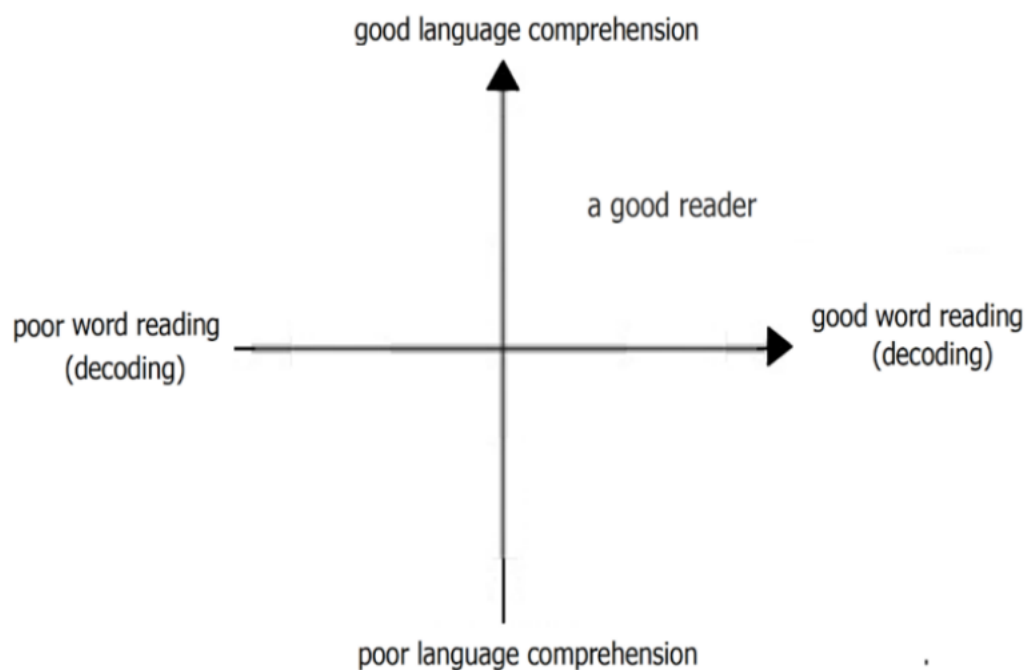 good language comprehension
a good reader
poor word reading
(decoding)
good word reading
(decoding)
poor language comprehension